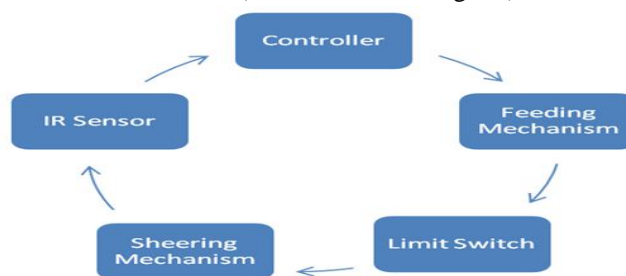 Controller
Feeding
Mechanism
Limit Switch
Sheering
Mechanism
IR Sensor